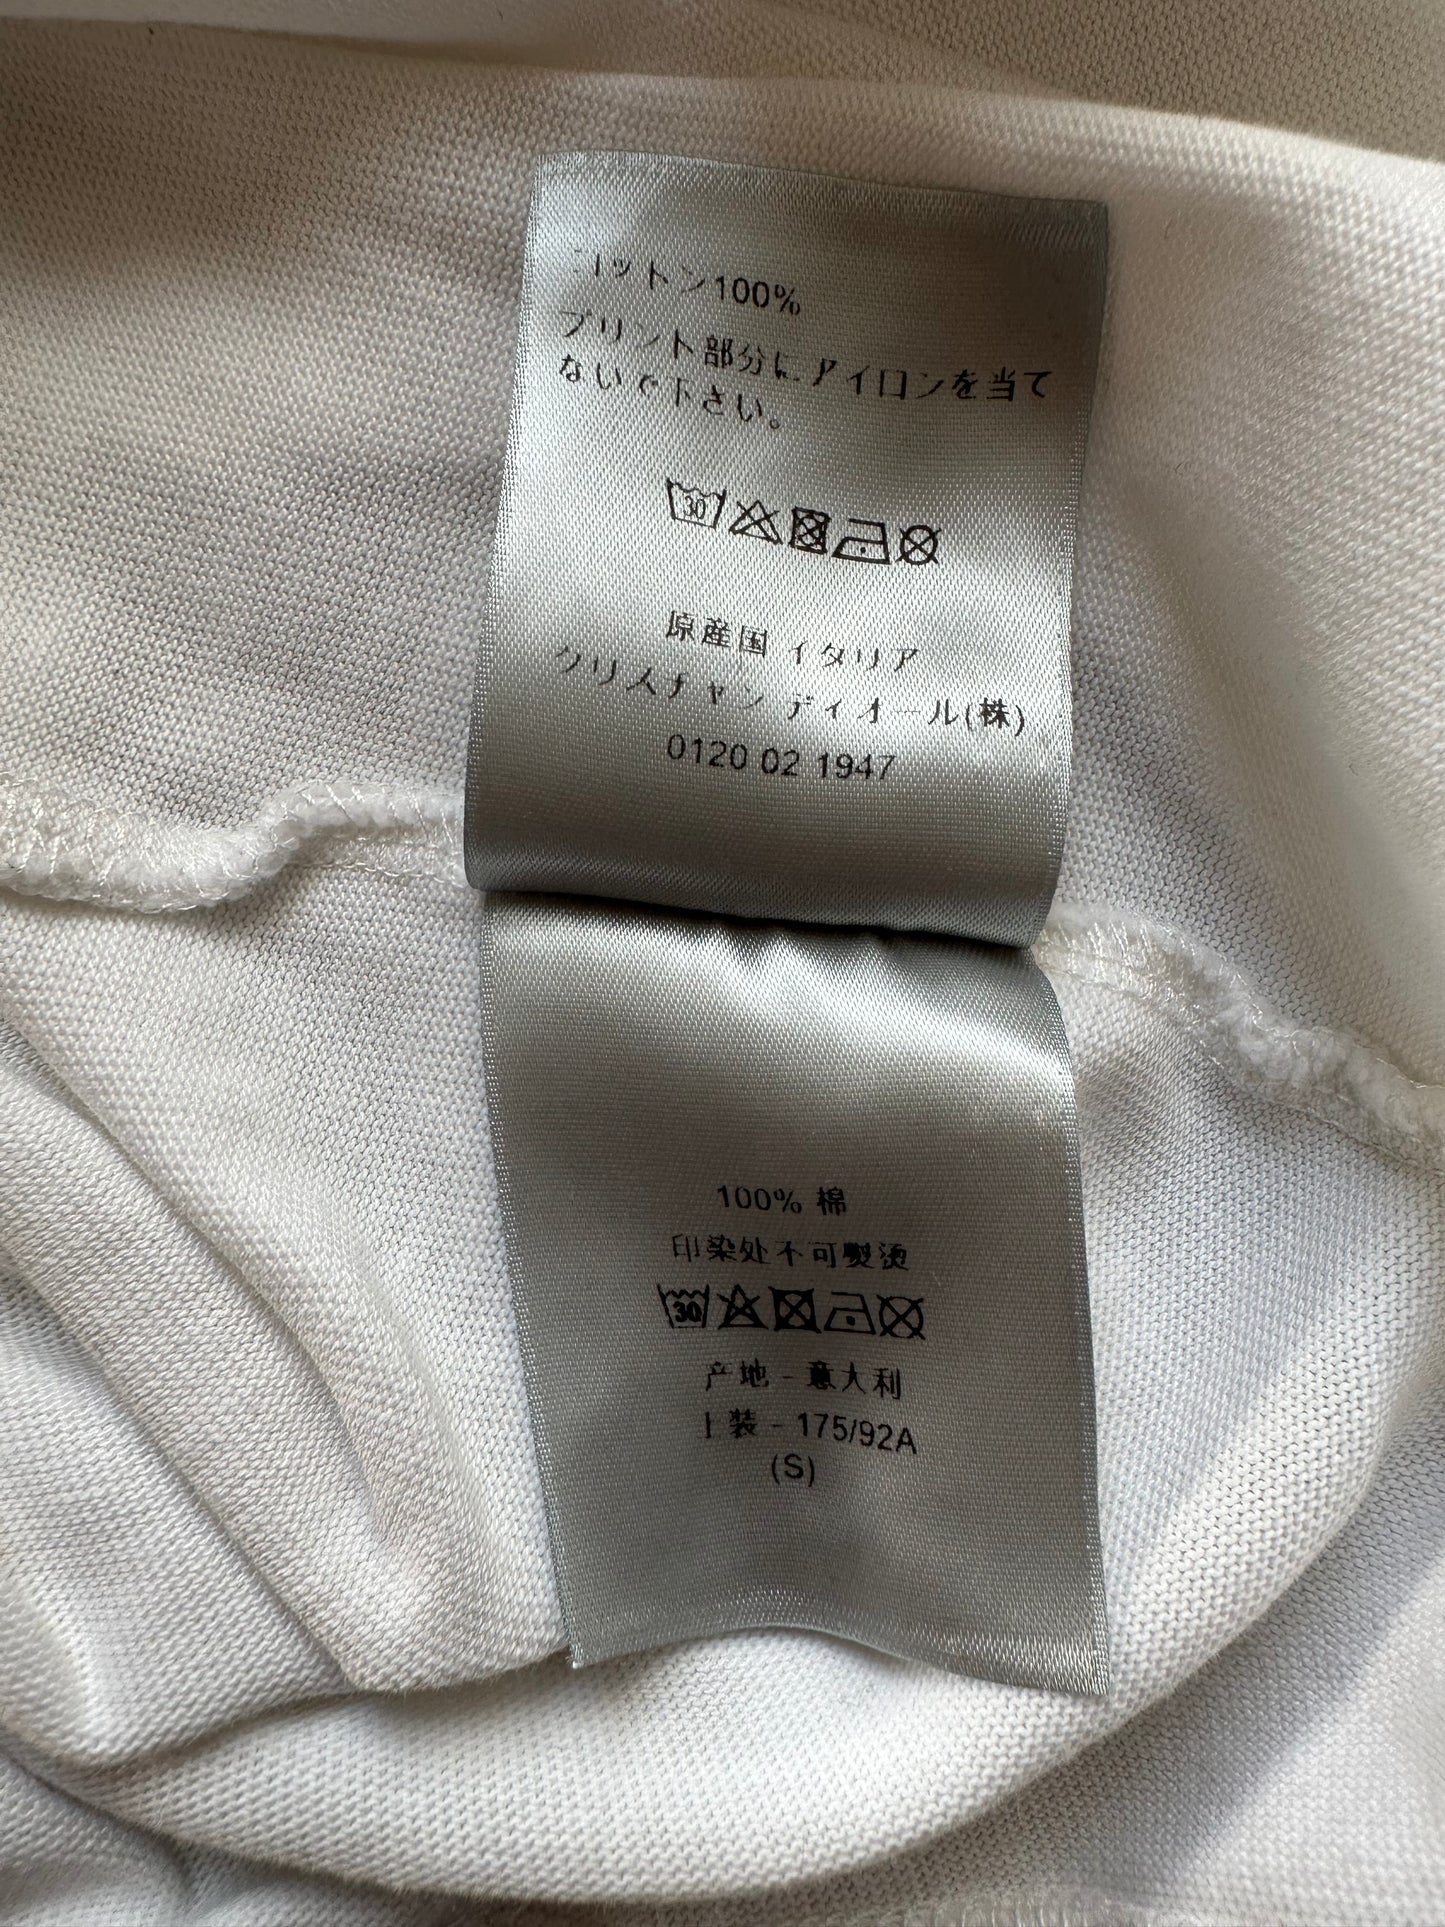 コットン100%
プリント部分にアイロンを当て
ないで下さい。
30
原産国 イタリア
クリスチャン ディオール(株)
0120 02 1947
100% 棉
印染处不可熨烫
30
产地 - 意大利
上装 - 175/92A
(S)